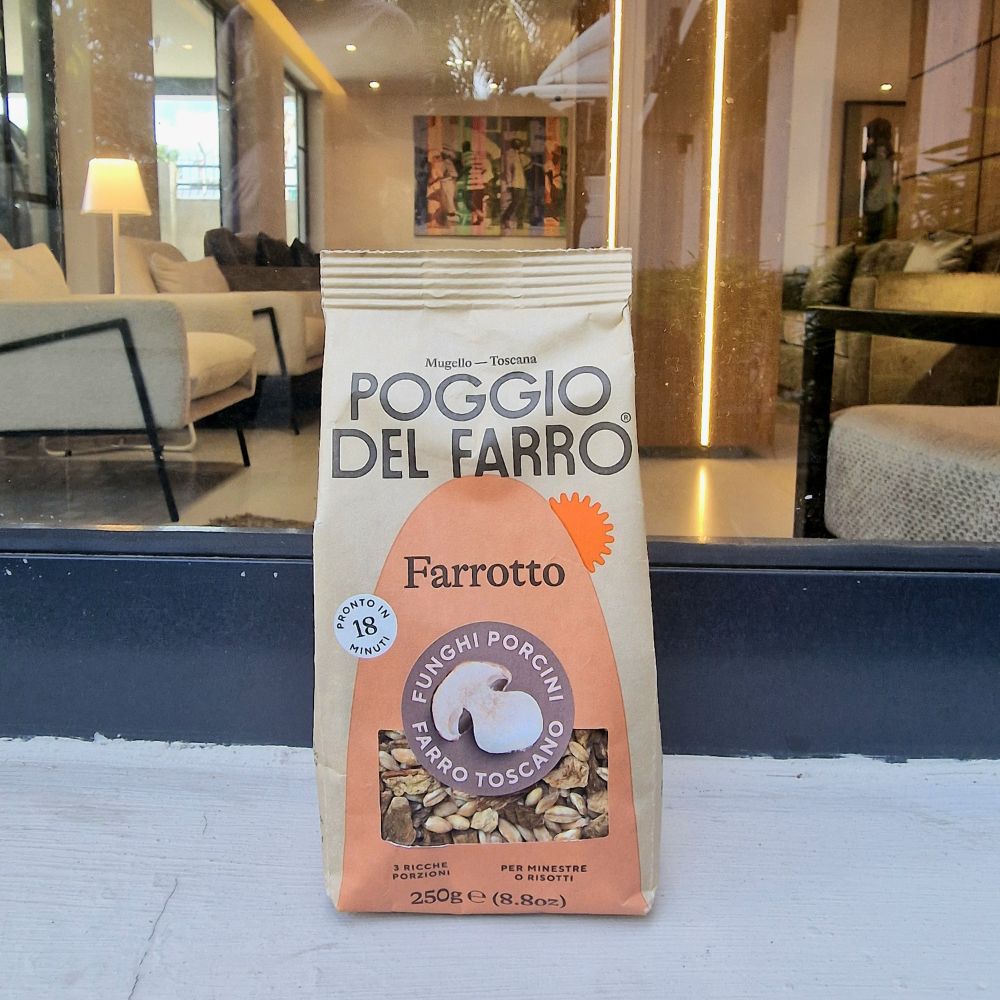 Mugello — Toscana
POGGIO
DEL FARRO®
Farrotto
PRONTO IN
18
MINUTI
FUNGHI PORCINI
FARRO TOSCANO
3 RICCHE
PORZIONI
PER MINESTRE
O RISOTTI
250g ℮ (8.8oz)